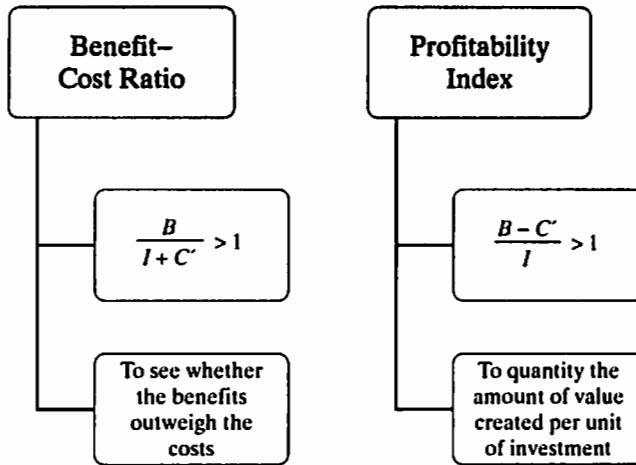 Benefit–
Cost Ratio
B
I + C′
> 1
To see whether
the benefits
outweigh the
costs
Profitability
Index
B − C′
I
> 1
To quantity the
amount of value
created per unit
of investment